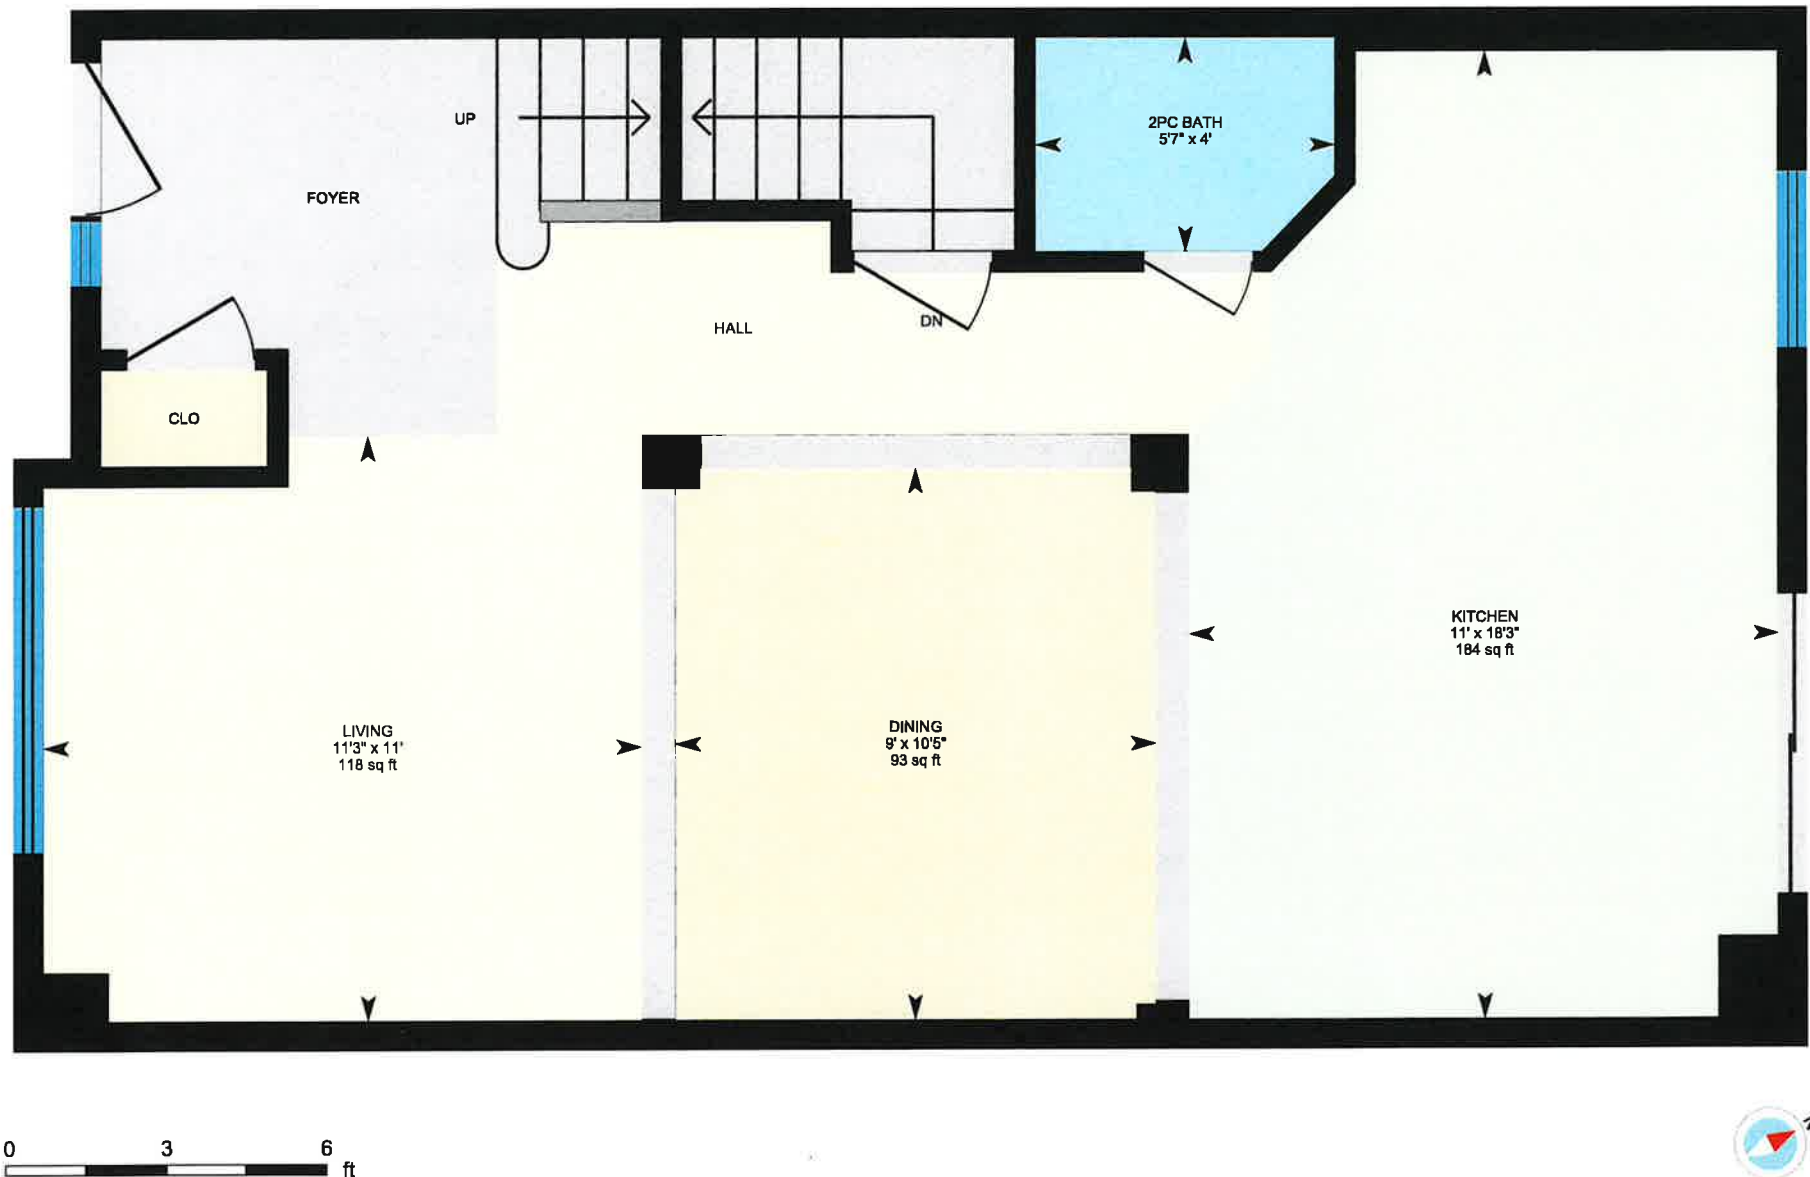 UP
2PC BATH
5'7" x 4'
FOYER
HALL
DN
CLO
KITCHEN
11' x 18'3"
184 sq ft
LIVING
11'3" x 11'
118 sq ft
DINING
9' x 10'5"
93 sq ft
0 3 6
ft